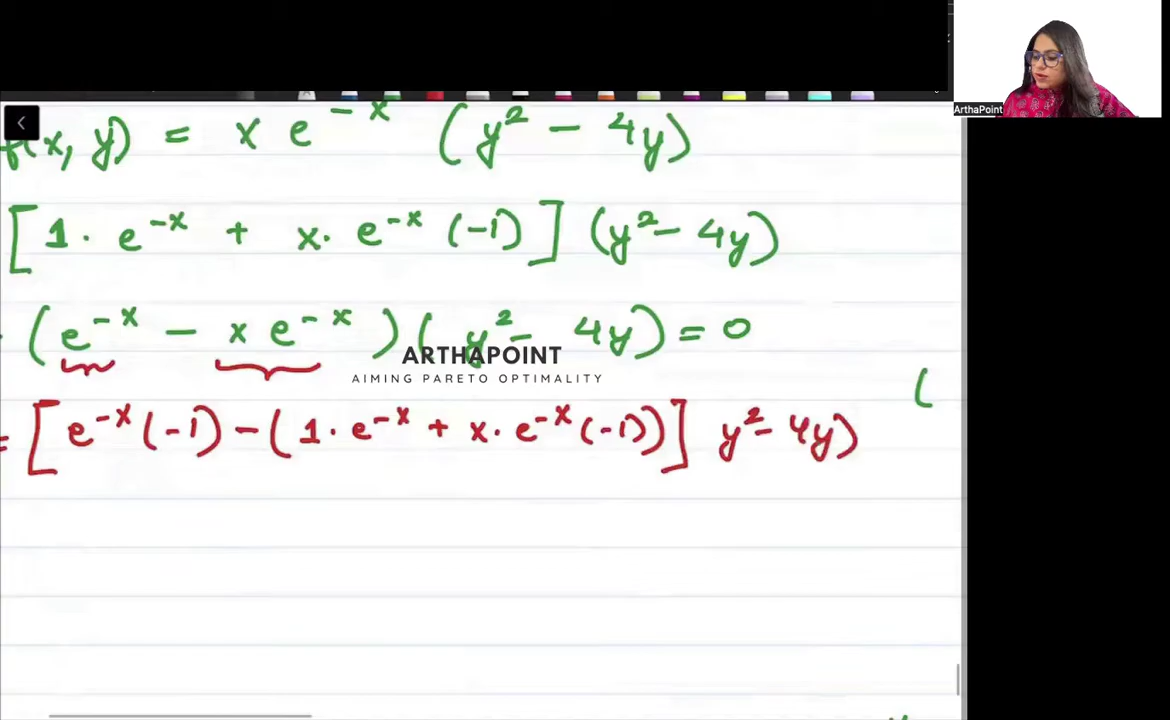 ArthaPoint
f(x, y) = x e^{-x} (y² - 4y)
[1. e^{-x} + x. e^{-x} (-1)] (y² - 4y)
(e^{-x} - x e^{-x}) (y² - 4y) = 0
ARTHAPOINT
AIMING PARETO OPTIMALITY
(
= [e^{-x} (-1) - (1. e^{-x} + x. e^{-x} (-1))] y² - 4y)